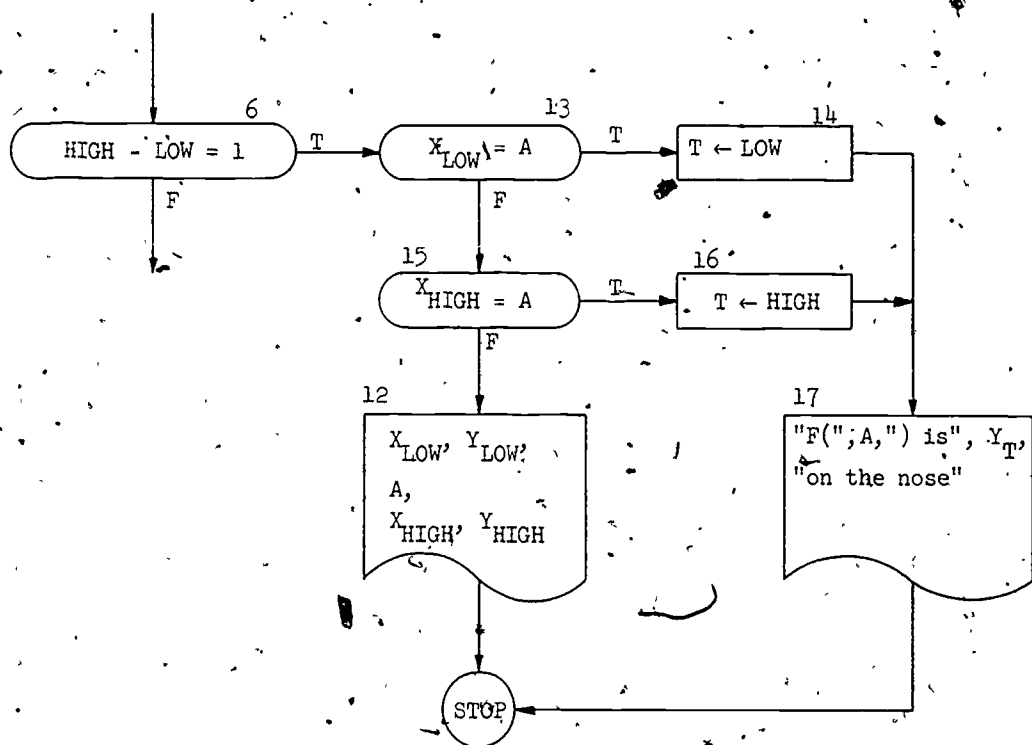 6
HIGH - LOW = 1
T
F
13
X_LOW = A
T
F
14
T ← LOW
15
X_HIGH = A
T
F
16
T ← HIGH
12
X_LOW, Y_LOW,
A,
X_HIGH, Y_HIGH
17
"F(",A,") is", Y_T,
"on the nose"
STOP